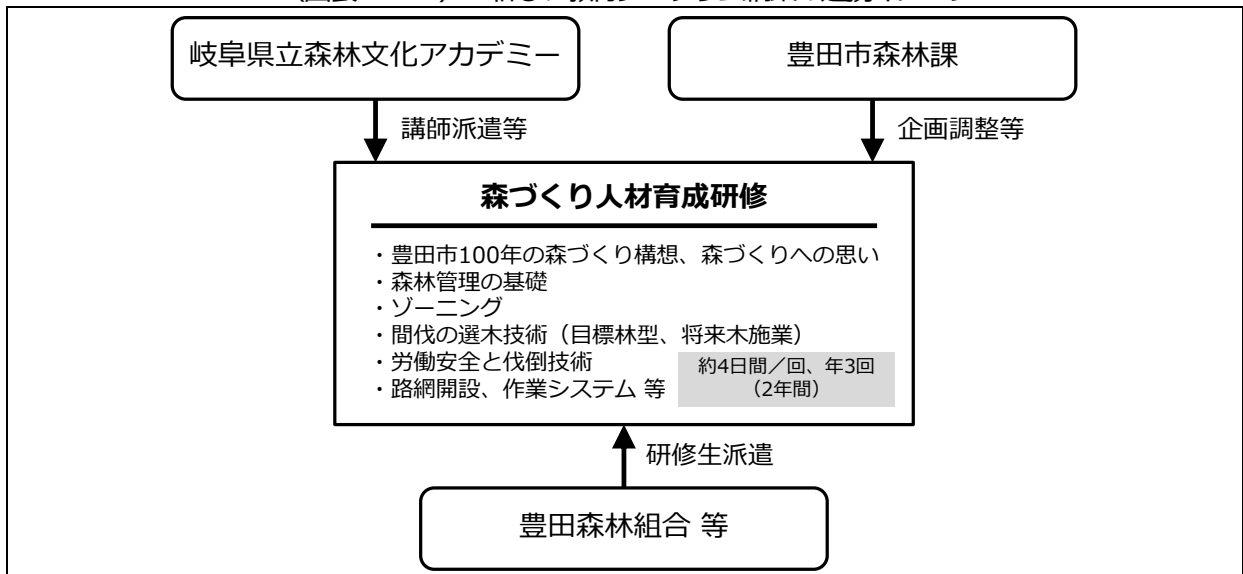 岐阜県立森林文化アカデミー
豊田市森林課
講師派遣等
企画調整等
森づくり人材育成研修
・豊田市100年の森づくり構想、森づくりへの思い
・森林管理の基礎
・ゾーニング
・間伐の選木技術（目標林型、将来木施業）
・労働安全と伐倒技術
・路網開設、作業システム 等
約4日間／回、年3回
（2年間）
研修生派遣
豊田森林組合 等